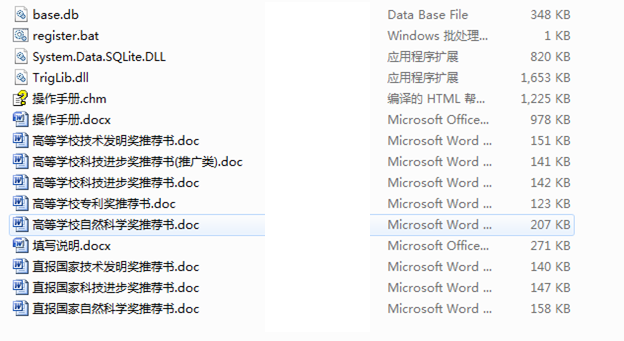 base.db Data Base File 348 KB
register.bat Windows 批处理... 1 KB
System.Data.SQLite.DLL 应用程序扩展 820 KB
TrigLib.dll 应用程序扩展 1,653 KB
操作手册.chm 编译的 HTML 帮... 1,225 KB
操作手册.docx Microsoft Office... 978 KB
高等学校技术发明奖推荐书.doc Microsoft Word ... 151 KB
高等学校科技进步奖推荐书(推广类).doc Microsoft Word ... 141 KB
高等学校科技进步奖推荐书.doc Microsoft Word ... 142 KB
高等学校专利奖推荐书.doc Microsoft Word ... 123 KB
高等学校自然科学奖推荐书.doc Microsoft Word ... 207 KB
填写说明.docx Microsoft Office... 271 KB
直报国家技术发明奖推荐书.doc Microsoft Word ... 140 KB
直报国家科技进步奖推荐书.doc Microsoft Word ... 147 KB
直报国家自然科学奖推荐书.doc Microsoft Word ... 158 KB